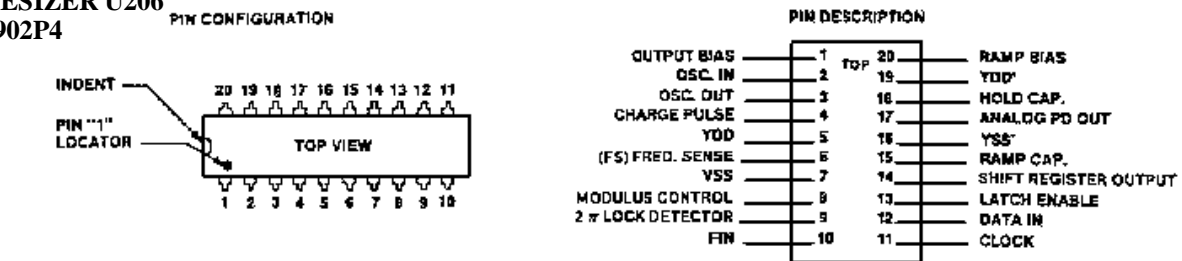 ESIZER U206
902P4
PIN CONFIGURATION
INDENT
PIN "1"
LOCATOR
20 19 18 17 16 15 14 13 12 11
TOP VIEW
1 2 3 4 5 6 7 8 9 10
PIN DESCRIPTION
TOP
OUTPUT BIAS 1 20 RAMP BIAS
OSC. IN 2 19 VDD'
OSC. OUT 3 18 HOLD CAP.
CHARGE PULSE 4 17 ANALOG PD OUT
VDD 5 16 VSS'
(FS) FREQ. SENSE 6 15 RAMP CAP.
VSS 7 14 SHIFT REGISTER OUTPUT
MODULUS CONTROL 8 13 LATCH ENABLE
2 π LOCK DETECTOR 9 12 DATA IN
FIN 10 11 CLOCK